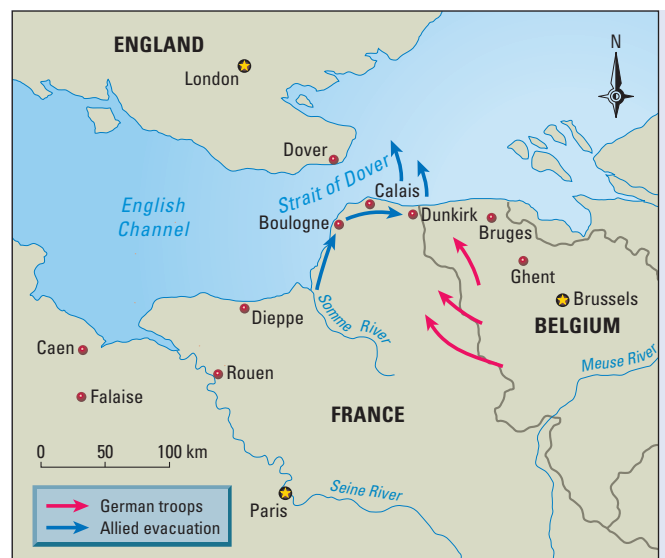 ENGLAND
London
N
Dover
Strait of Dover
Calais
English
Channel
Boulogne
Dunkirk
Bruges
Ghent
Brussels
Dieppe
Somme River
BELGIUM
Caen
Meuse River
Rouen
Falaise
FRANCE
0 50 100 km
German troops
Allied evacuation
Paris
Seine River